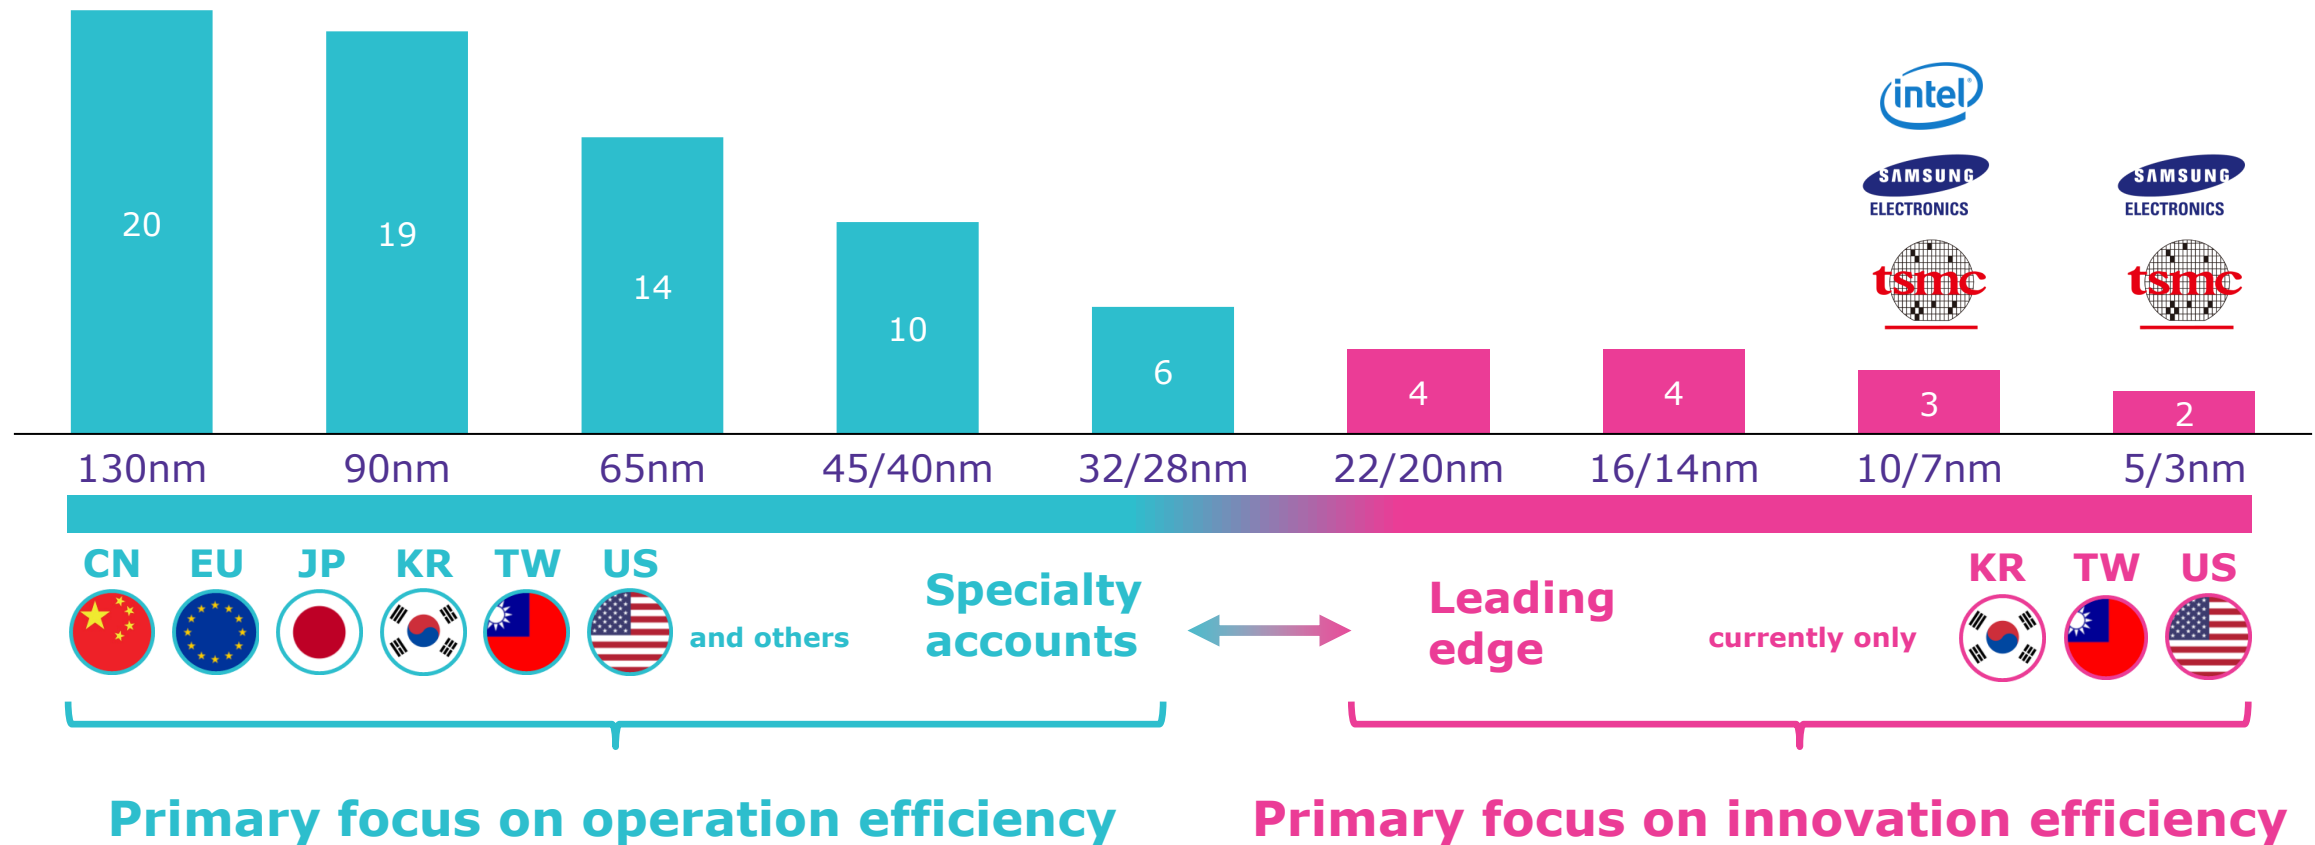 intel
SAMSUNG SAMSUNG
ELECTRONICS ELECTRONICS
tsmc tsmc
20 19 14 10 6 4 4 3 2
130nm 90nm 65nm 45/40nm 32/28nm 22/20nm 16/14nm 10/7nm 5/3nm
CN EU JP KR TW US
and others
Specialty
accounts
Leading
edge
currently only
KR TW US
Primary focus on operation efficiency
Primary focus on innovation efficiency